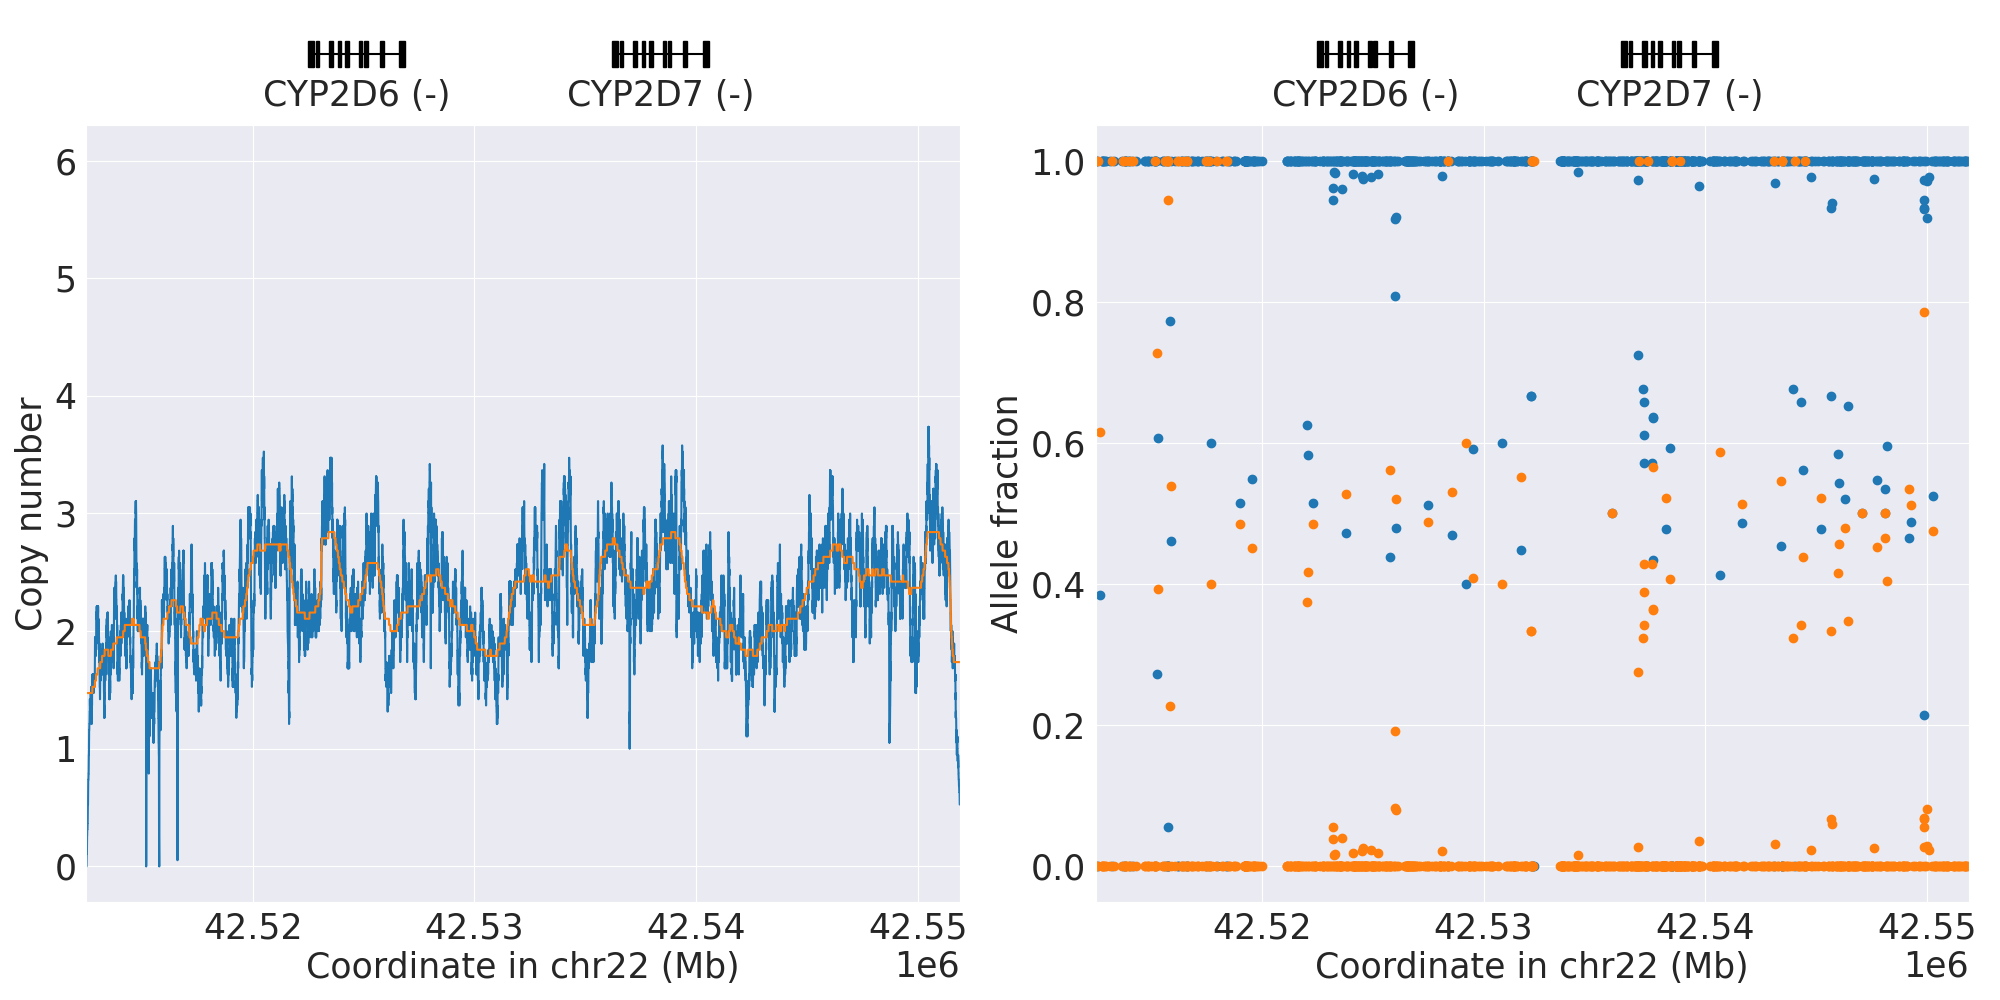 CYP2D6 (-) CYP2D7 (-)
6
5
4
3
2
1
0
Copy number
42.52 42.53 42.54 42.55
Coordinate in chr22 (Mb) 1e6
CYP2D6 (-) CYP2D7 (-)
1.0
0.8
0.6
0.4
0.2
0.0
Allele fraction
42.52 42.53 42.54 42.55
Coordinate in chr22 (Mb) 1e6